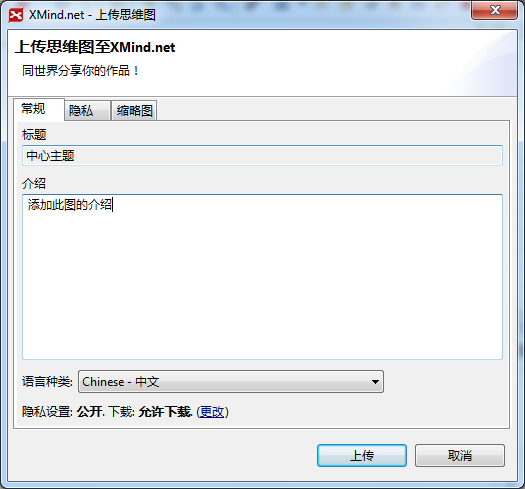 XMind.net - 上传思维图
上传思维图至XMind.net
同世界分享你的作品！
常规 隐私 缩略图
标题
中心主题
介绍
添加此图的介绍
语言种类: Chinese - 中文
隐私设置: 公开. 下载: 允许下载. (更改)
上传 取消